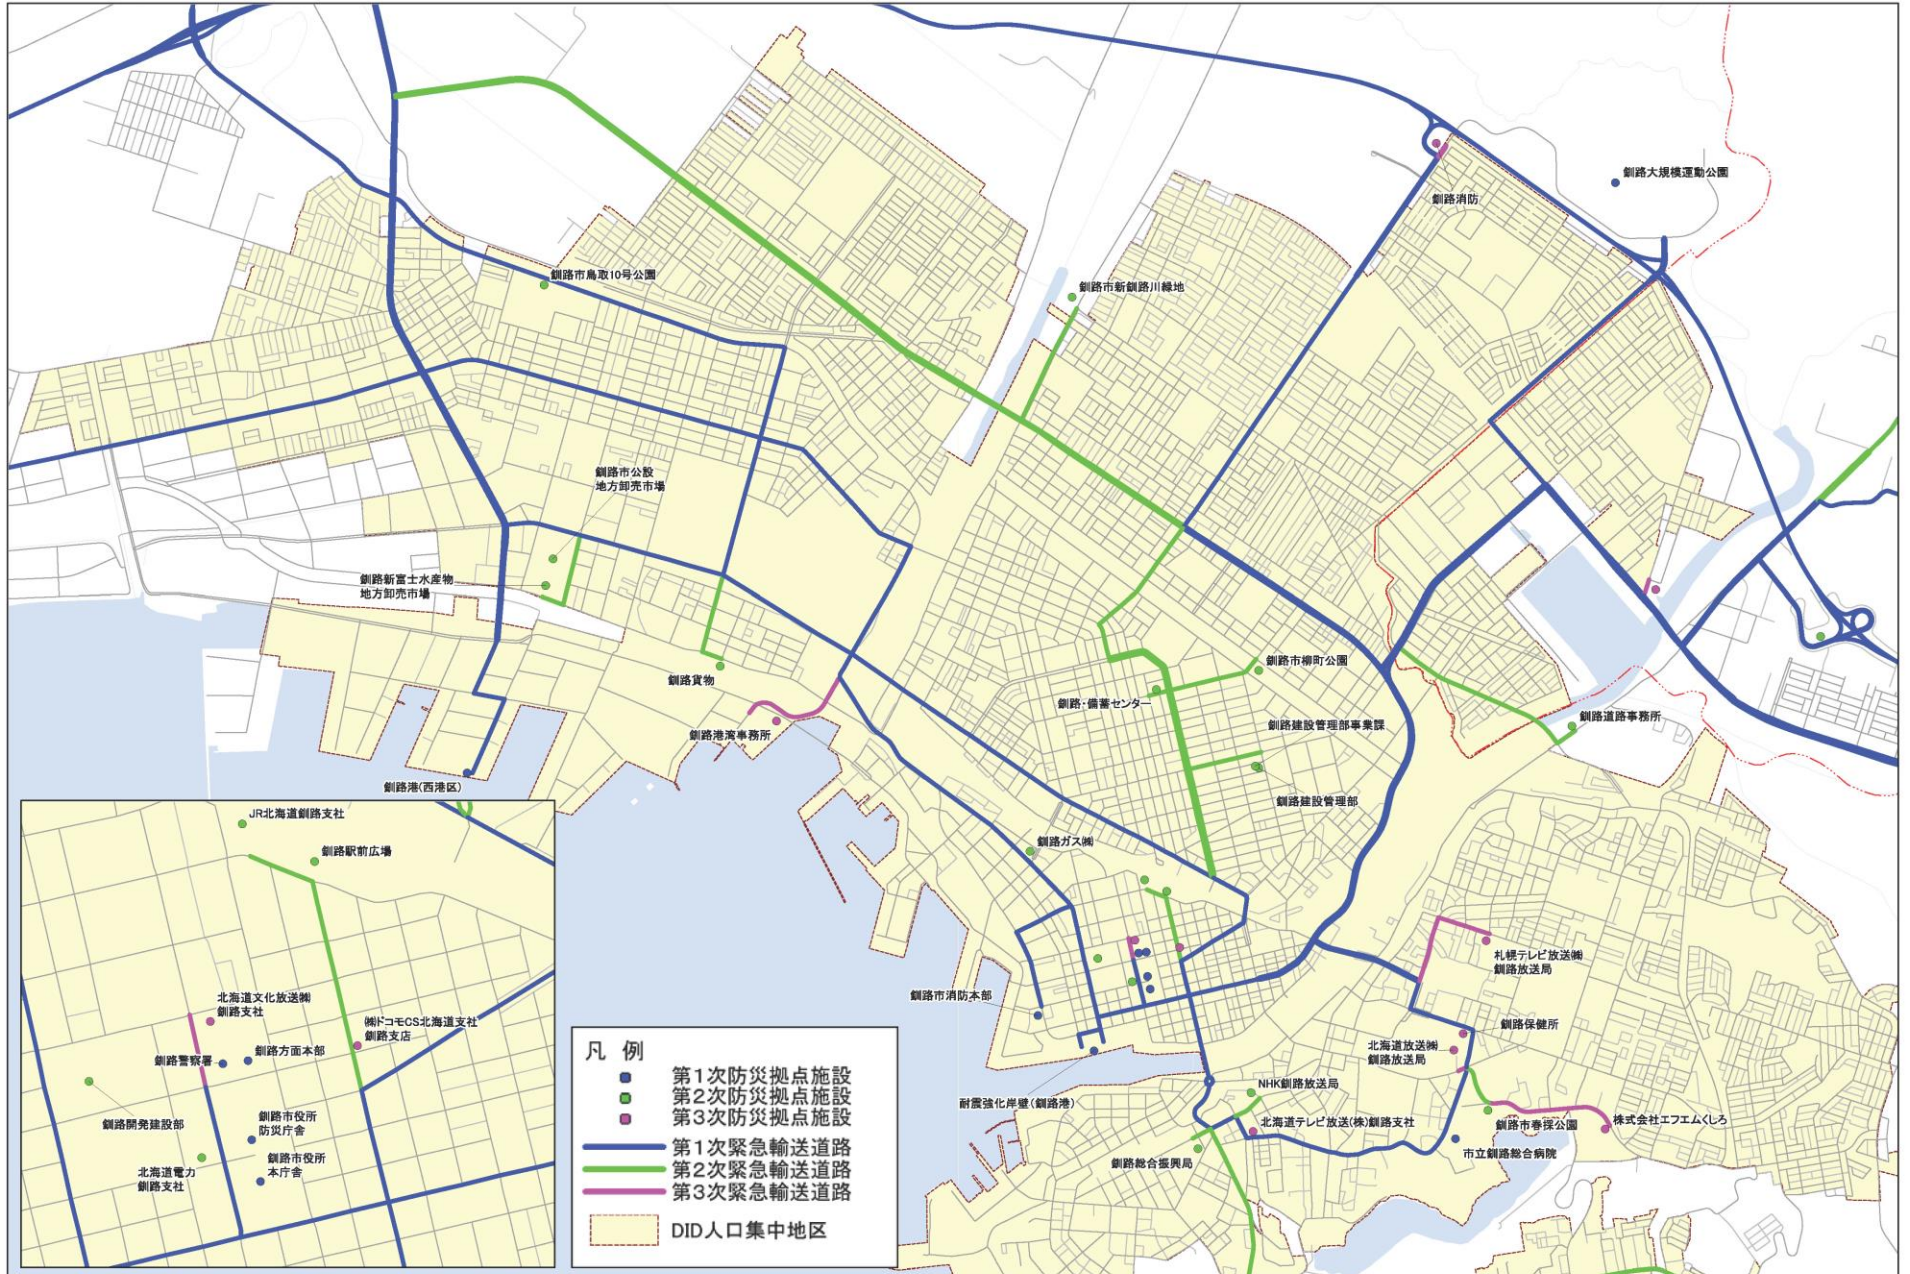 釧路大規模運動公園
釧路消防
釧路市鳥取10号公園
釧路市新釧路川緑地
釧路市公設
地方卸売市場
釧路新富士水産物
地方卸売市場
釧路市柳町公園
釧路貨物
釧路・備蓄センター
釧路建設管理部事業課
釧路道路事務所
釧路港湾事務所
釧路港(西港区)
釧路建設管理部
釧路ガス㈱
札幌テレビ放送㈱
釧路放送局
釧路市消防本部
釧路保健所
北海道放送㈱
釧路放送局
NHK釧路放送局
耐震強化岸壁(釧路港)
北海道テレビ放送(株)釧路支社
釧路市春採公園
株式会社エフエムくしろ
市立釧路総合病院
釧路総合振興局
JR北海道釧路支社
釧路駅前広場
北海道文化放送㈱
釧路支社
㈱ドコモCS北海道支社
釧路支店
釧路警察署
釧路方面本部
釧路開発建設部
釧路市役所
防災庁舎
北海道電力
釧路支社
釧路市役所
本庁舎
凡 例
第1次防災拠点施設
第2次防災拠点施設
第3次防災拠点施設
第1次緊急輸送道路
第2次緊急輸送道路
第3次緊急輸送道路
DID人口集中地区